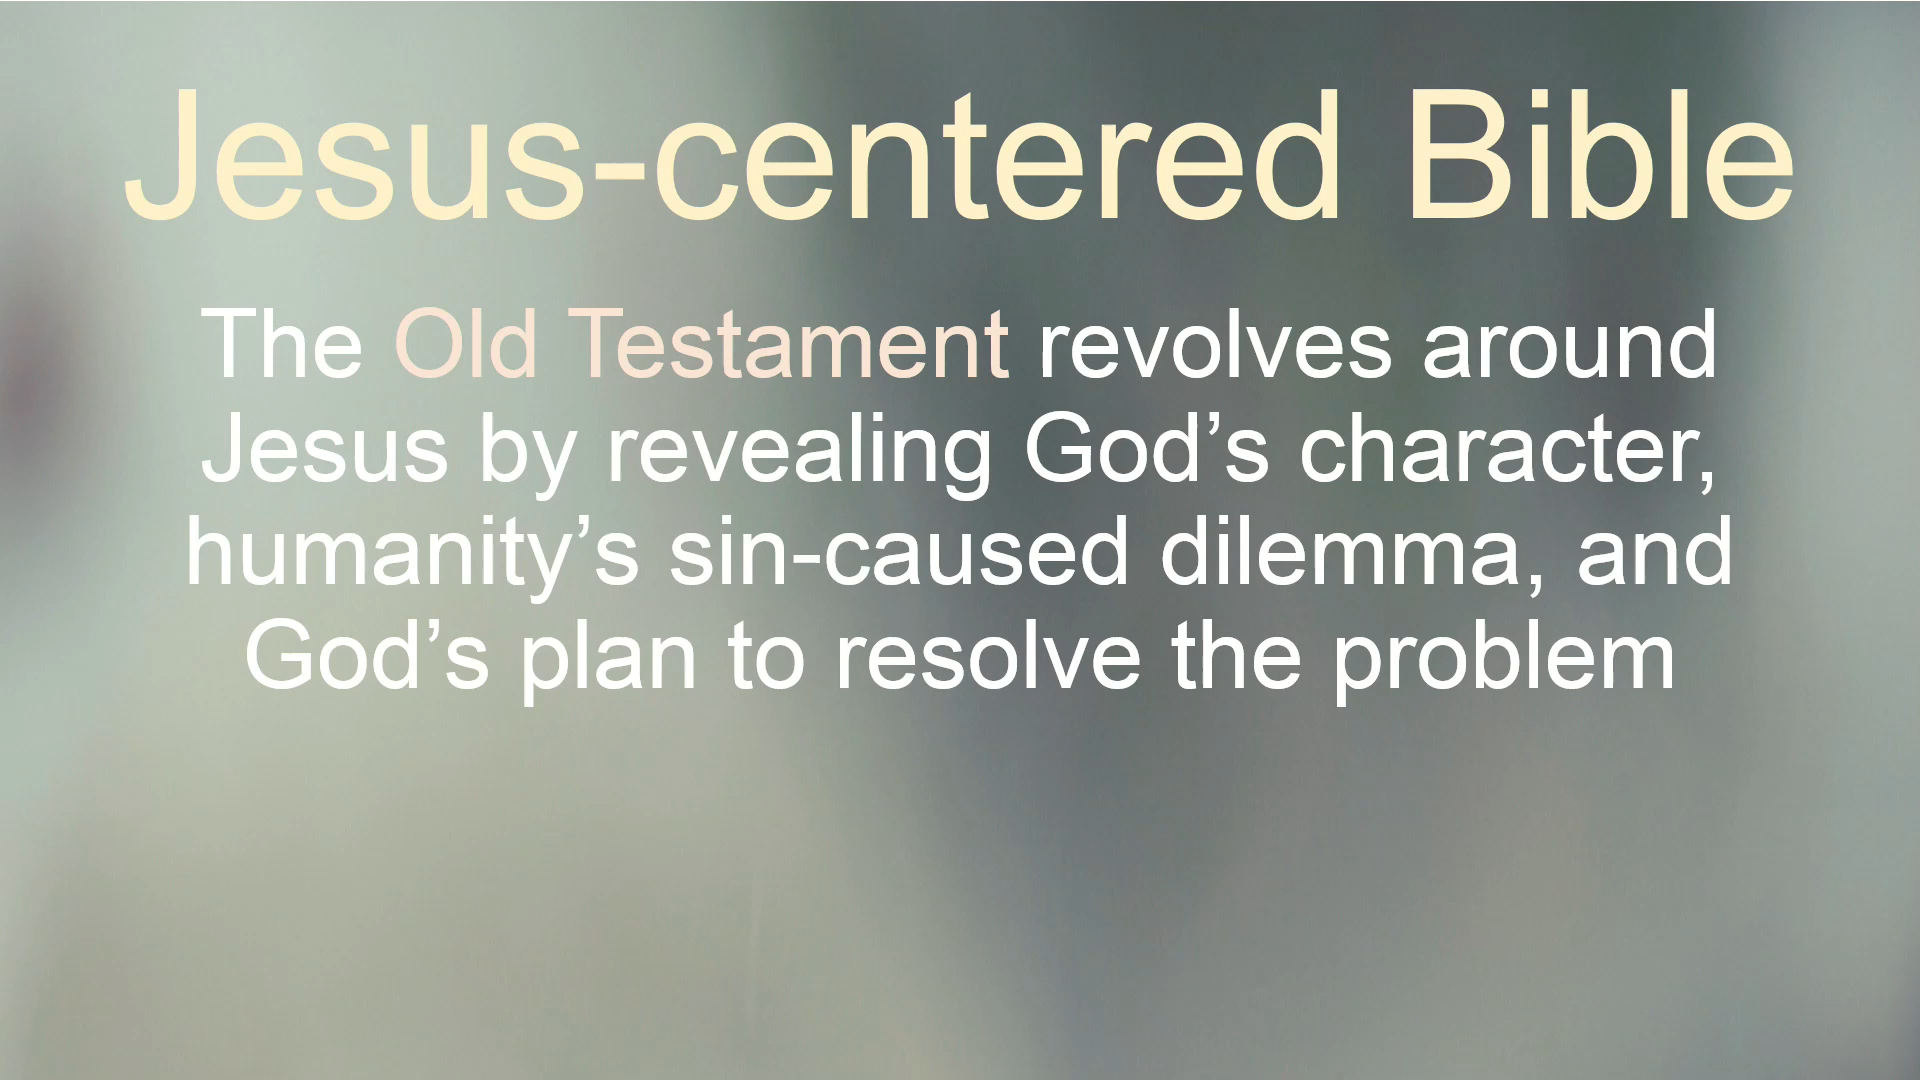 Jesus-centered Bible
The Old Testament revolves around
Jesus by revealing God’s character,
humanity’s sin-caused dilemma, and
God’s plan to resolve the problem